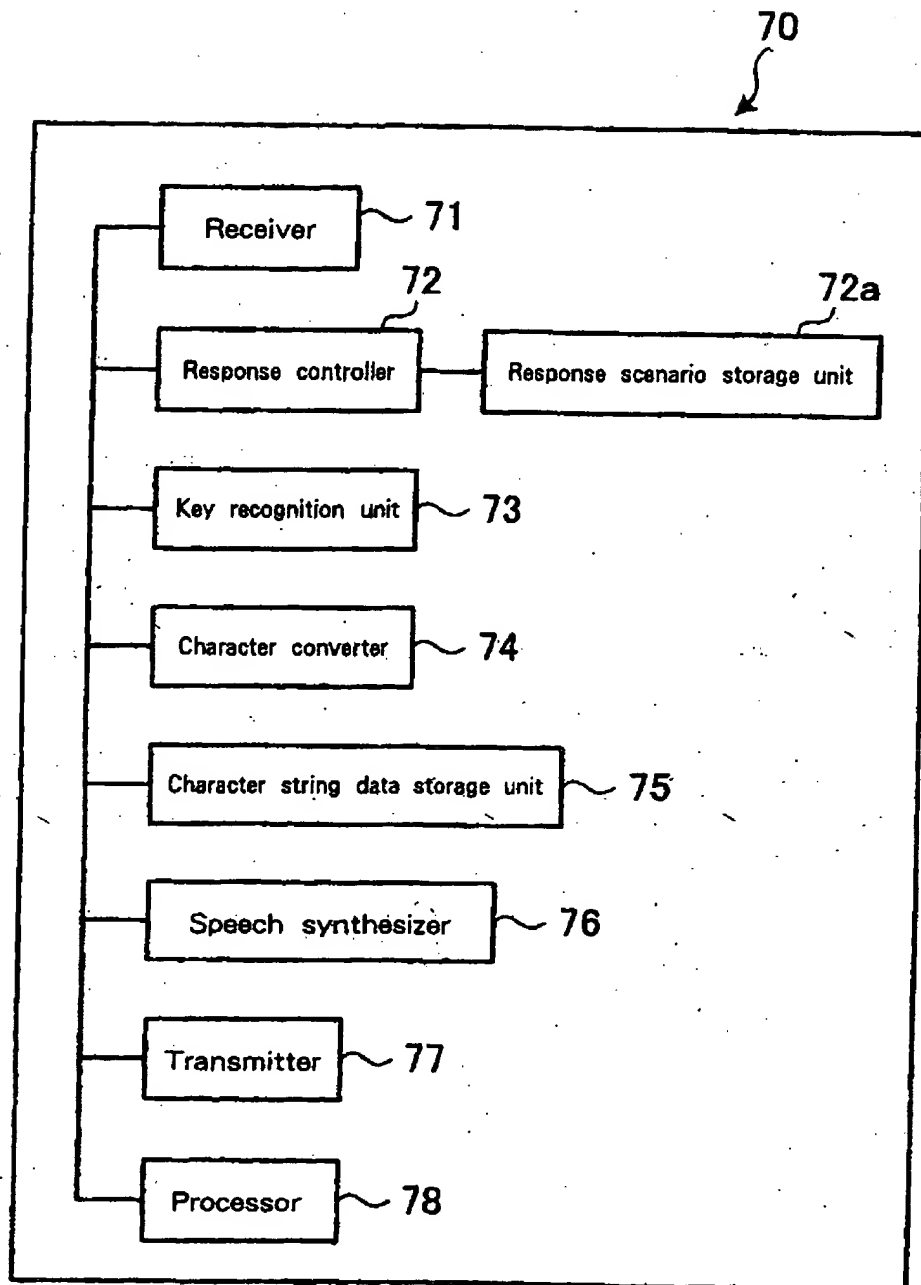 70
Receiver 71
72 72a
Response controller Response scenario storage unit
Key recognition unit 73
Character converter 74
Character string data storage unit 75
Speech synthesizer 76
Transmitter 77
Processor 78